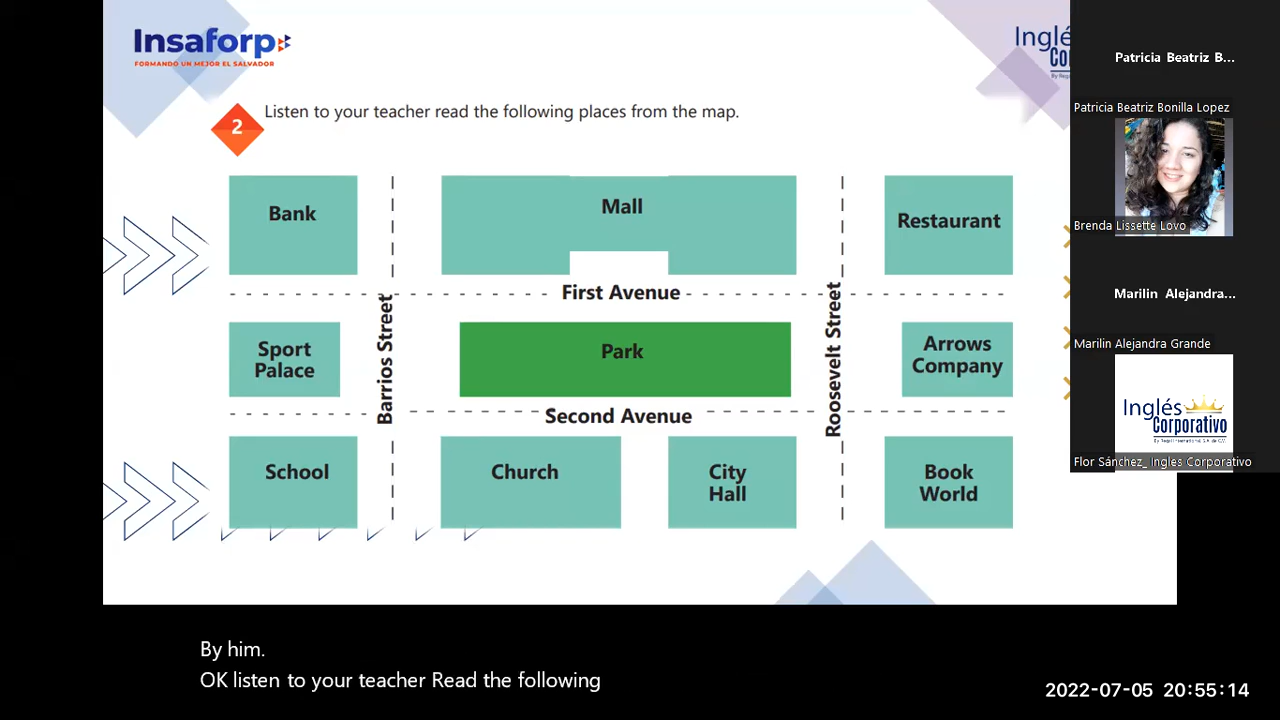 Insaforp
FORMANDO UN MEJOR EL SALVADOR
Inglé
Co
By Regal
2
Listen to your teacher read the following places from the map.
Bank
Mall
Restaurant
First Avenue
Barrios Street
Roosevelt Street
Sport
Palace
Park
Arrows
Company
Second Avenue
School
Church
City
Hall
Book
World
Patricia Beatriz B...
Patricia Beatriz Bonilla Lopez
Brenda Lissette Lovo
Marilin Alejandra...
Marilin Alejandra Grande
Inglés
Corporativo
Flor Sánchez_ Ingles Corporativo
By him.
OK listen to your teacher Read the following
2022-07-05 20:55:14